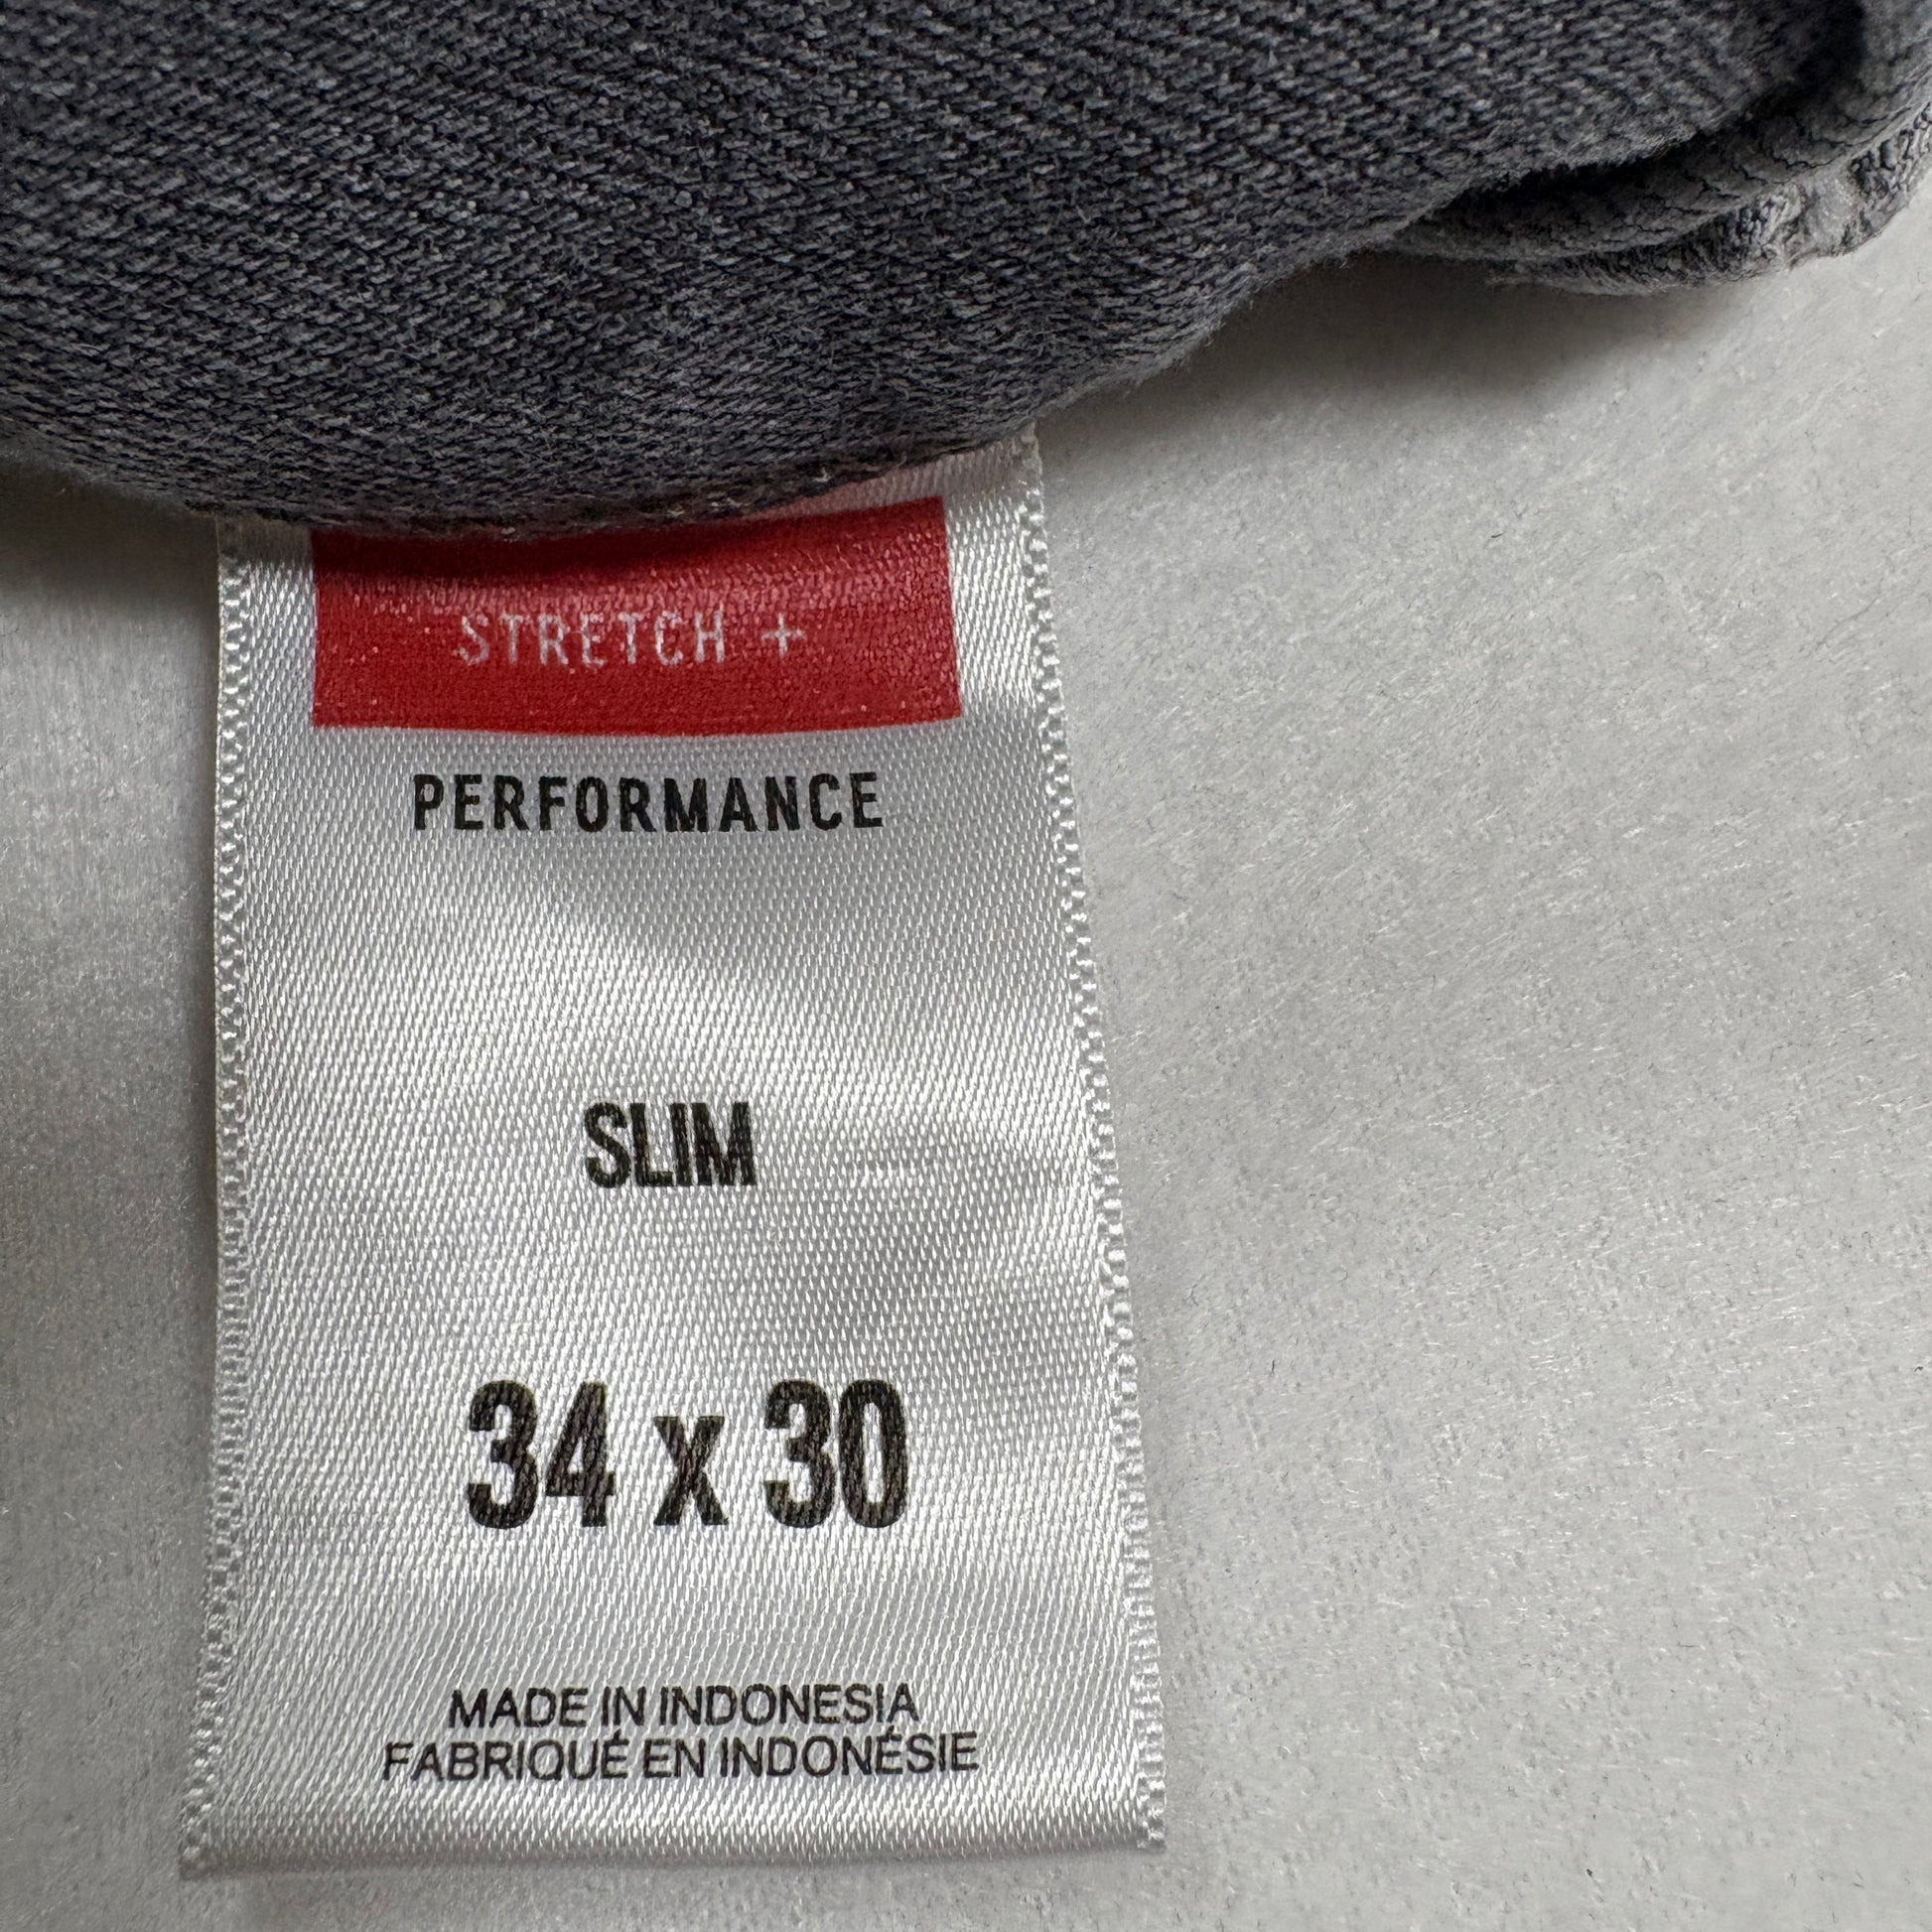 STRETCH +
PERFORMANCE
SLIM
34 x 30
MADE IN INDONESIA
FABRIQUÉ EN INDONÉSIE